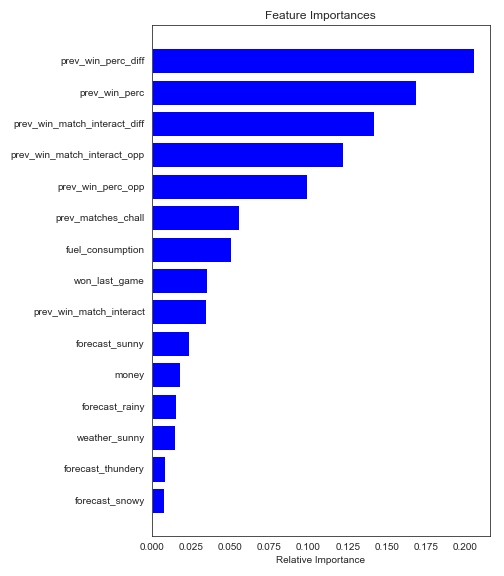 Feature Importances
prev_win_perc_diff
prev_win_perc
prev_win_match_interact_diff
prev_win_match_interact_opp
prev_win_perc_opp
prev_matches_chall
fuel_consumption
won_last_game
prev_win_match_interact
forecast_sunny
money
forecast_rainy
weather_sunny
forecast_thundery
forecast_snowy
0.000 0.025 0.050 0.075 0.100 0.125 0.150 0.175 0.200
Relative Importance